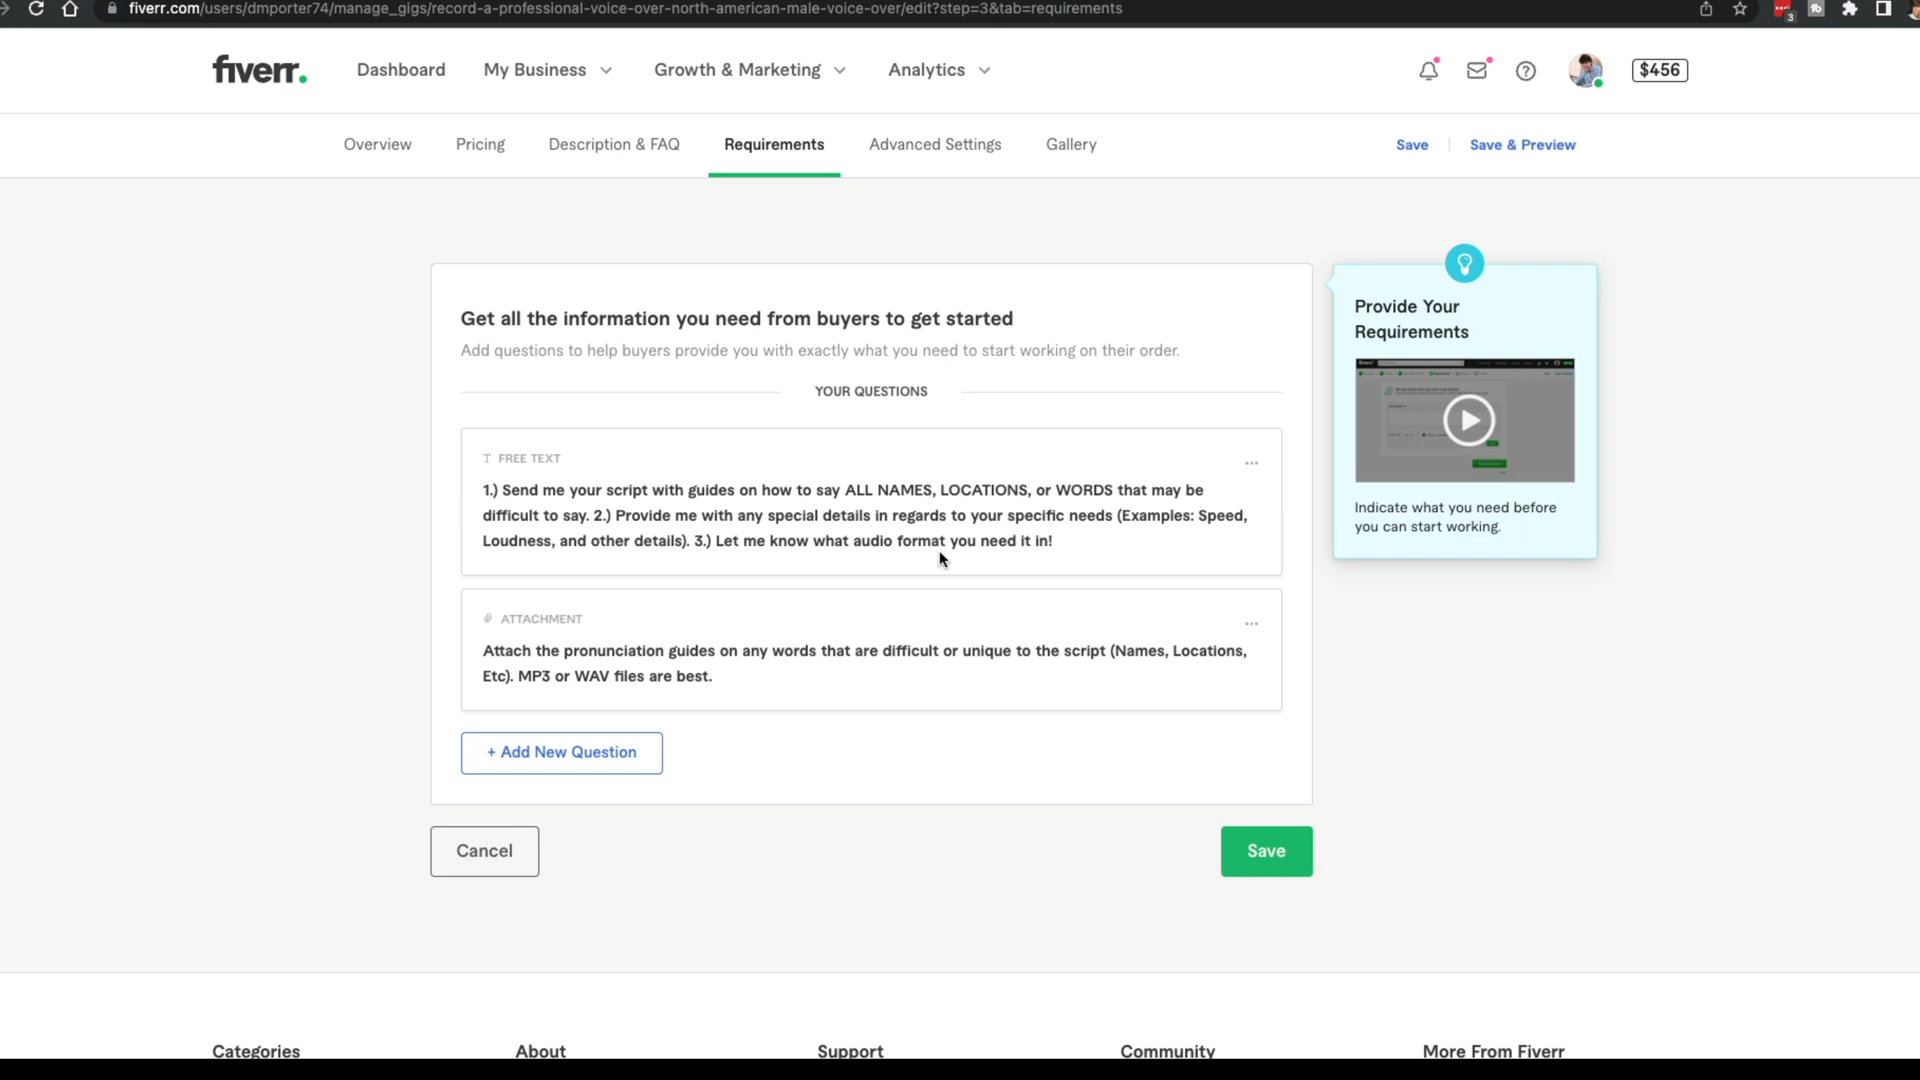 fiverr.com/users/dmporter74/manage_gigs/record-a-professional-voice-over-north-american-male-voice-over/edit?step=3&tab=requirements
3
fiverr.
Dashboard
My Business
Growth & Marketing
Analytics
$456
Overview
Pricing
Description & FAQ
Requirements
Advanced Settings
Gallery
Save
Save & Preview
Get all the information you need from buyers to get started
Add questions to help buyers provide you with exactly what you need to start working on their order.
YOUR QUESTIONS
T FREE TEXT
1.) Send me your script with guides on how to say ALL NAMES, LOCATIONS, or WORDS that may be
difficult to say. 2.) Provide me with any special details in regards to your specific needs (Examples: Speed,
Loudness, and other details). 3.) Let me know what audio format you need it in!
ATTACHMENT
Attach the pronunciation guides on any words that are difficult or unique to the script (Names, Locations,
Etc). MP3 or WAV files are best.
+ Add New Question
Cancel
Save
Provide Your
Requirements
Indicate what you need before
you can start working.
Categories
About
Support
Community
More From Fiverr